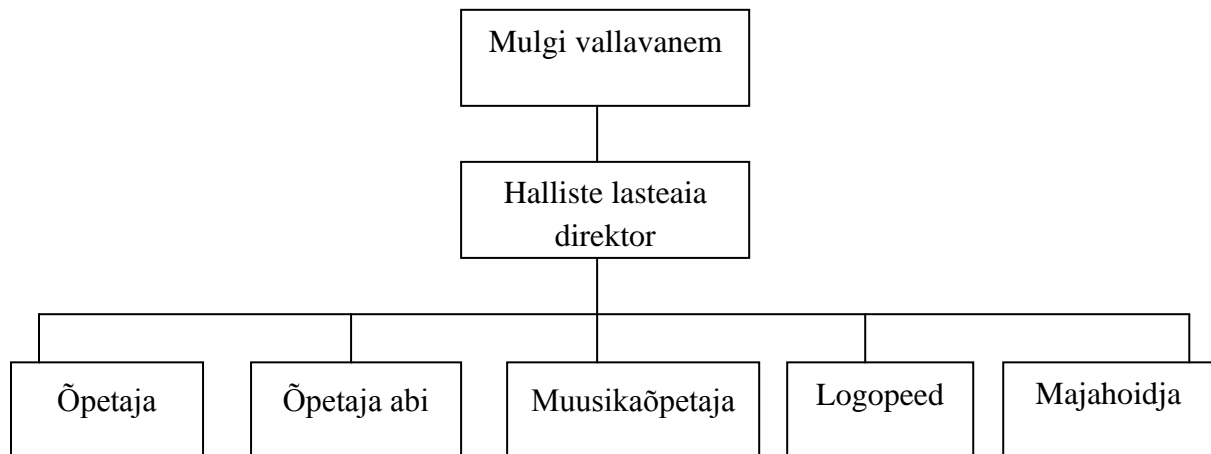 Mulgi vallavanem
Halliste lasteaia
direktor
Õpetaja
Õpetaja abi
Muusikaõpetaja
Logopeed
Majahoidja